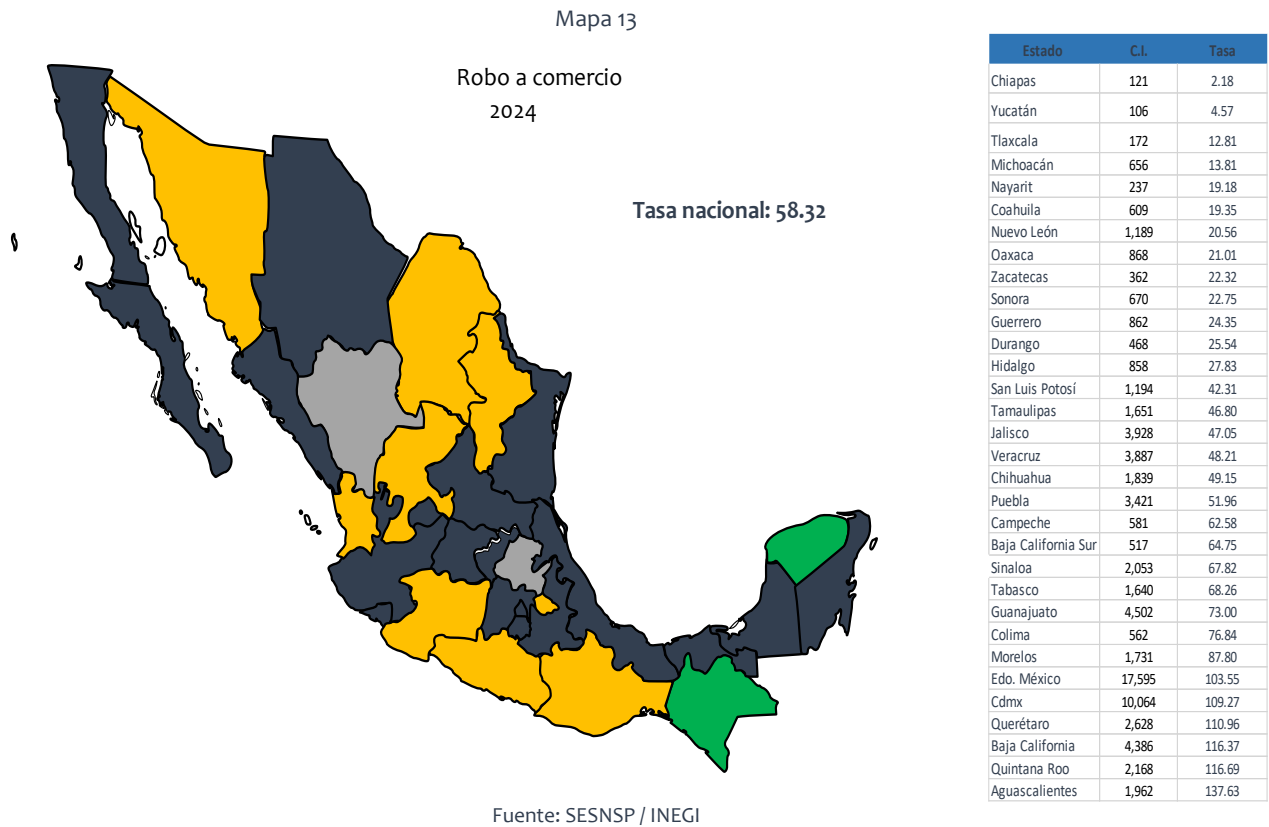 Mapa 13
Robo a comercio
2024
Tasa nacional: 58.32
Estado C.I. Tasa
Chiapas 121 2.18
Yucatán 106 4.57
Tlaxcala 172 12.81
Michoacán 656 13.81
Nayarit 237 19.18
Coahuila 609 19.35
Nuevo León 1,189 20.56
Oaxaca 868 21.01
Zacatecas 362 22.32
Sonora 670 22.75
Guerrero 862 24.35
Durango 468 25.54
Hidalgo 858 27.83
San Luis Potosí 1,194 42.31
Tamaulipas 1,651 46.80
Jalisco 3,928 47.05
Veracruz 3,887 48.21
Chihuahua 1,839 49.15
Puebla 3,421 51.96
Campeche 581 62.58
Baja California Sur 517 64.75
Sinaloa 2,053 67.82
Tabasco 1,640 68.26
Guanajuato 4,502 73.00
Colima 562 76.84
Morelos 1,731 87.80
Edo. México 17,595 103.55
Cdmx 10,064 109.27
Querétaro 2,628 110.96
Baja California 4,386 116.37
Quintana Roo 2,168 116.69
Aguascalientes 1,962 137.63
Fuente: SESNSP / INEGI